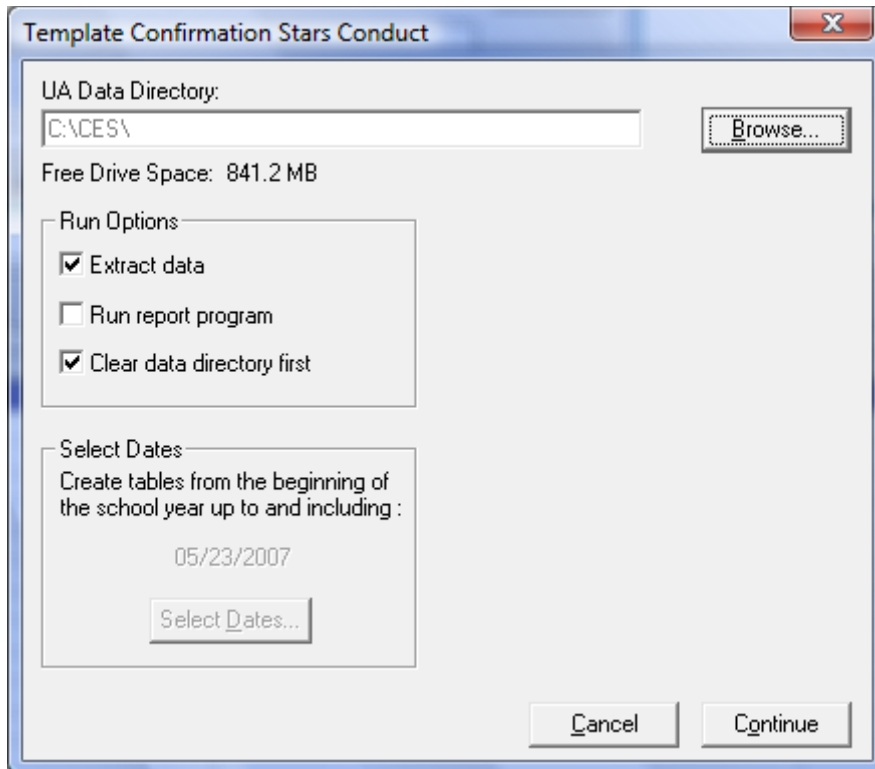 Template Confirmation Stars Conduct
UA Data Directory:
C:\CES\
Browse...
Free Drive Space: 841.2 MB
Run Options
Extract data
Run report program
Clear data directory first
Select Dates
Create tables from the beginning of
the school year up to and including :
05/23/2007
Select Dates...
Cancel
Continue